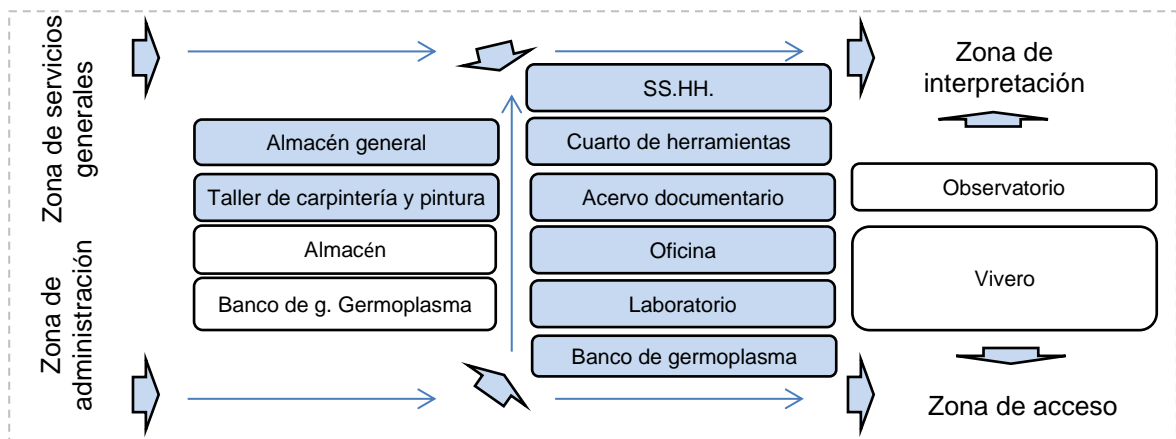 Zona de servicios
generales
Zona de
administración
Almacén general
Taller de carpintería y pintura
Almacén
Banco de g. Germoplasma
SS.HH.
Cuarto de herramientas
Acervo documentario
Oficina
Laboratorio
Banco de germoplasma
Zona de
interpretación
Observatorio
Vivero
Zona de acceso